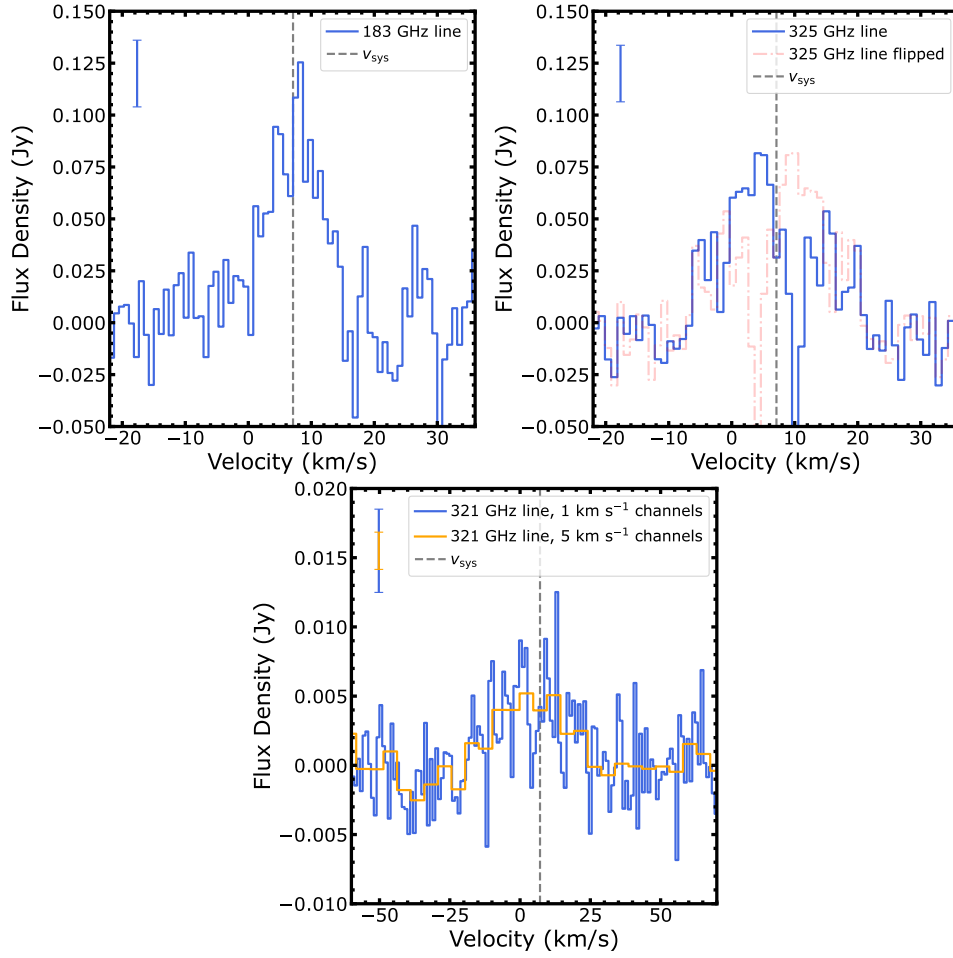 183 GHz line
v_sys
0.150
0.125
0.100
0.075
0.050
0.025
0.000
−0.025
−0.050
Flux Density (Jy)
−20 −10 0 10 20 30
Velocity (km/s)
325 GHz line
325 GHz line flipped
v_sys
0.150
0.125
0.100
0.075
0.050
0.025
0.000
−0.025
−0.050
Flux Density (Jy)
−20 −10 0 10 20 30
Velocity (km/s)
321 GHz line, 1 km s⁻¹ channels
321 GHz line, 5 km s⁻¹ channels
v_sys
0.020
0.015
0.010
0.005
0.000
−0.005
−0.010
Flux Density (Jy)
−50 −25 0 25 50
Velocity (km/s)